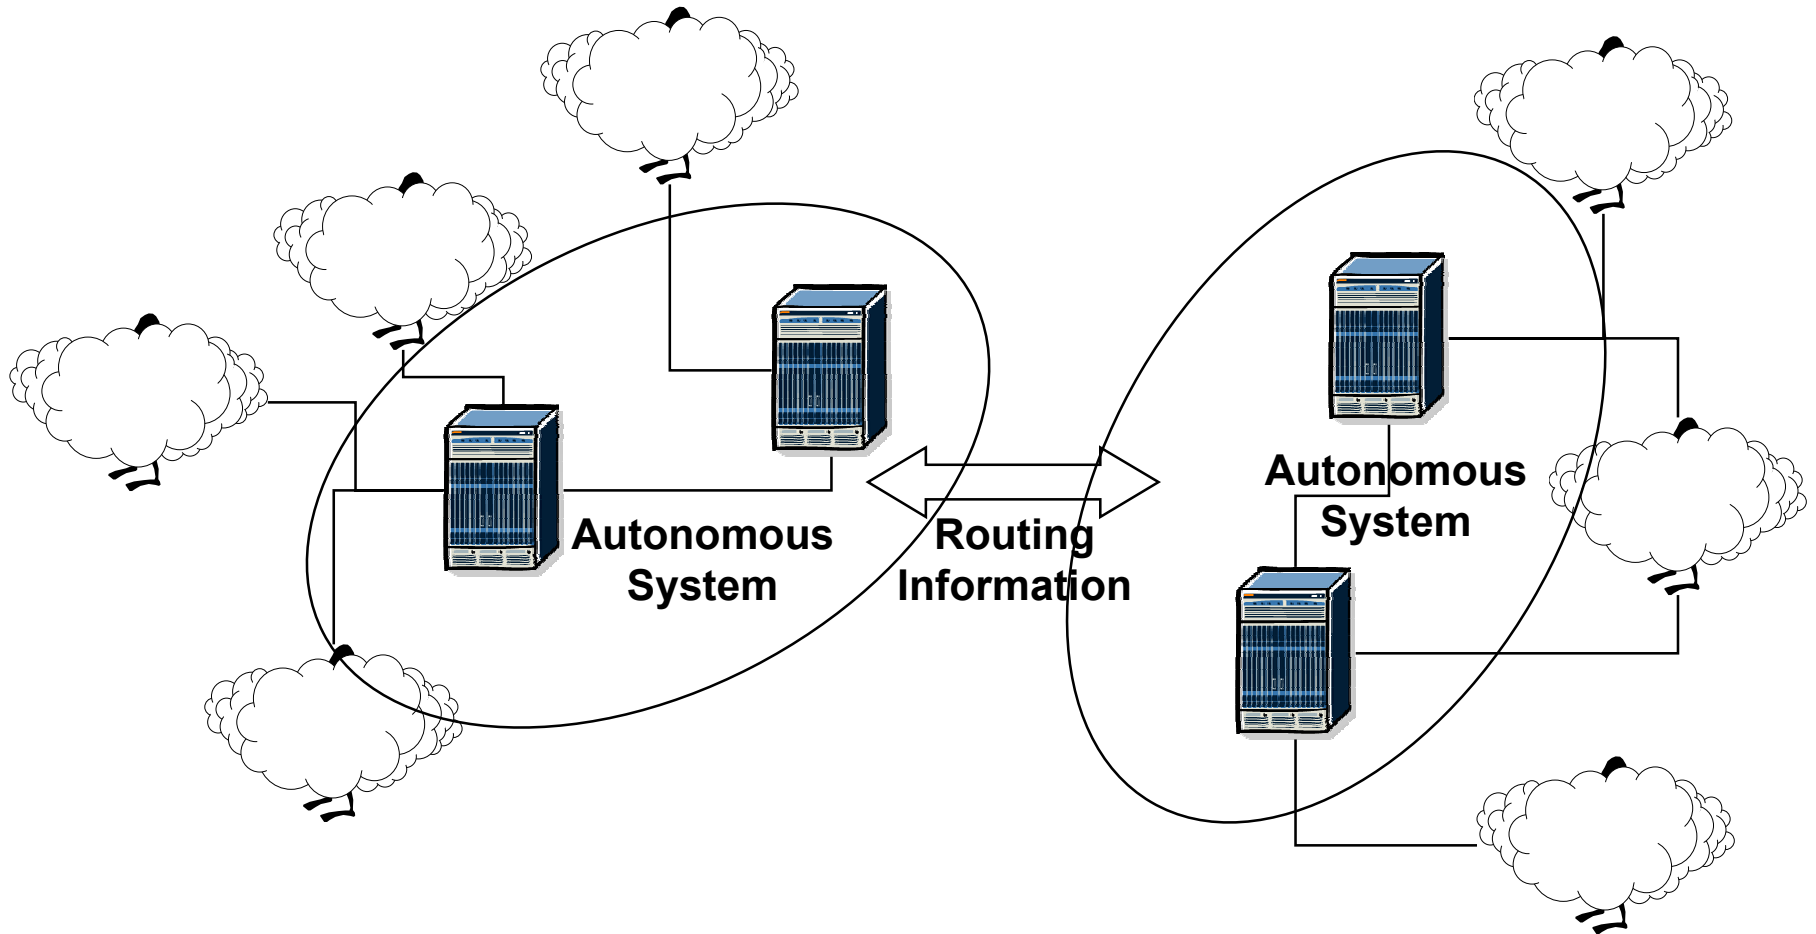 Autonomous
System
Routing
Information
Autonomous
System